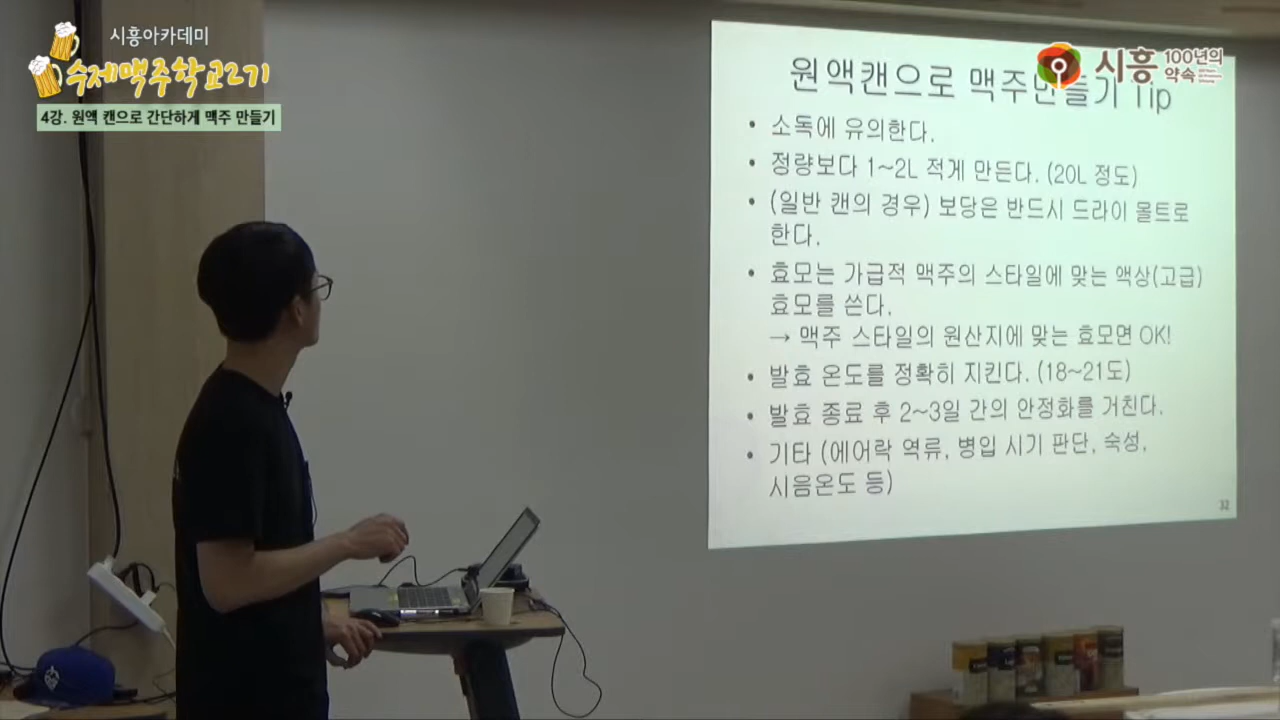 시흥아카데미
수제맥주학교2기
4강. 원액 캔으로 간단하게 맥주 만들기
시흥 100년의
약속
원액캔으로 맥주만들기 Tip
• 소독에 유의한다.
• 정량보다 1~2L 적게 만든다. (20L 정도)
• (일반 캔의 경우) 보당은 반드시 드라이 몰트로
한다.
• 효모는 가급적 맥주의 스타일에 맞는 액상(고급)
효모를 쓴다.
→ 맥주 스타일의 원산지에 맞는 효모면 OK!
• 발효 온도를 정확히 지킨다. (18~21도)
• 발효 종료 후 2~3일 간의 안정화를 거친다.
• 기타 (에어락 역류, 병입 시기 판단, 숙성,
시음온도 등)
32